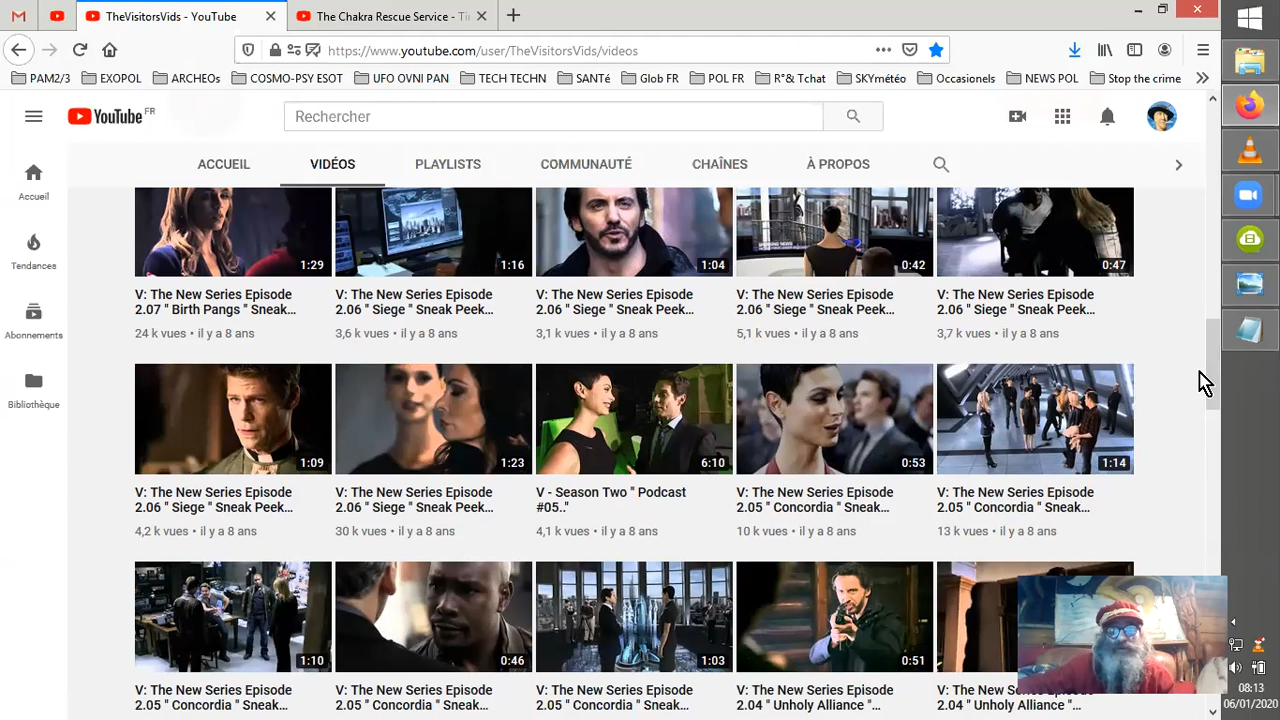 TheVisitorsVids - YouTube
The Chakra Rescue Service - Ti
https://www.youtube.com/user/TheVisitorsVids/videos
PAM2/3 EXOPOL ARCHEOs COSMO-PSY ESOT UFO OVNI PAN TECH TECHN SANTé Glob FR POL FR R°& Tchat SKYmétéo Occasionels NEWS POL Stop the crime
YouTube FR
Rechercher
ACCUEIL VIDÉOS PLAYLISTS COMMUNAUTÉ CHAÎNES À PROPOS
Accueil
Tendances
Abonnements
Bibliothèque
1:29 1:16 1:04 0:42 0:47
V: The New Series Episode 2.07 " Birth Pangs " Sneak...
24 k vues • il y a 8 ans
V: The New Series Episode 2.06 " Siege " Sneak Peek...
3,6 k vues • il y a 8 ans
V: The New Series Episode 2.06 " Siege " Sneak Peek...
3,1 k vues • il y a 8 ans
V: The New Series Episode 2.06 " Siege " Sneak Peek...
5,1 k vues • il y a 8 ans
V: The New Series Episode 2.06 " Siege " Sneak Peek...
3,7 k vues • il y a 8 ans
1:09 1:23 6:10 0:53 1:14
V: The New Series Episode 2.06 " Siege " Sneak Peek...
4,2 k vues • il y a 8 ans
V: The New Series Episode 2.06 " Siege " Sneak Peek...
30 k vues • il y a 8 ans
V - Season Two " Podcast #05.."
4,1 k vues • il y a 8 ans
V: The New Series Episode 2.05 " Concordia " Sneak...
10 k vues • il y a 8 ans
V: The New Series Episode 2.05 " Concordia " Sneak...
13 k vues • il y a 8 ans
1:10 0:46 1:03 0:51
V: The New Series Episode 2.05 " Concordia " Sneak...
V: The New Series Episode 2.05 " Concordia " Sneak...
V: The New Series Episode 2.05 " Concordia " Sneak...
V: The New Series Episode 2.04 " Unholy Alliance "...
V: The New Series Episode 2.04 " Unholy Alliance "...
08:13
06/01/2020